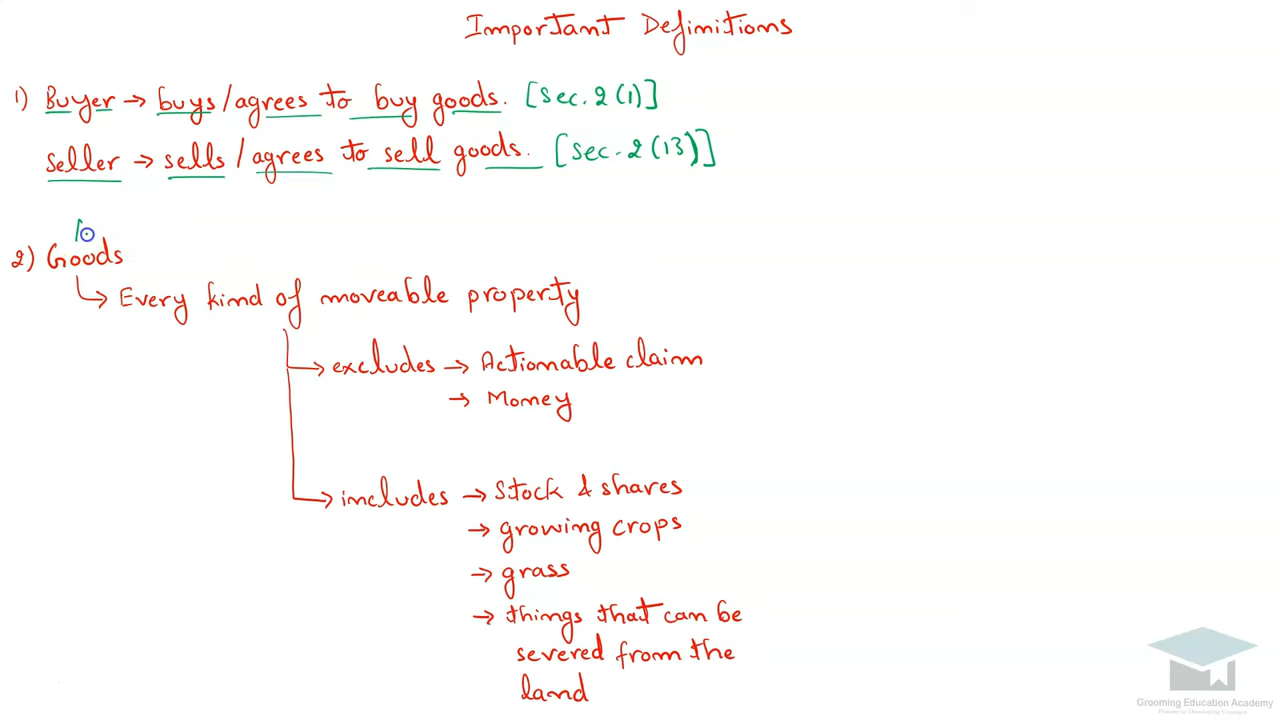 Important Definitions
1) Buyer → buys/agrees to buy goods. [Sec. 2 (1)]
Seller → sells/agrees to sell goods. [Sec. 2 (13)]
2) Goods
↳ Every kind of moveable property
→ excludes → Actionable claim
→ Money
→ includes → Stock & shares
→ growing crops
→ grass
→ things that can be
severed from the
land
Grooming Education Academy